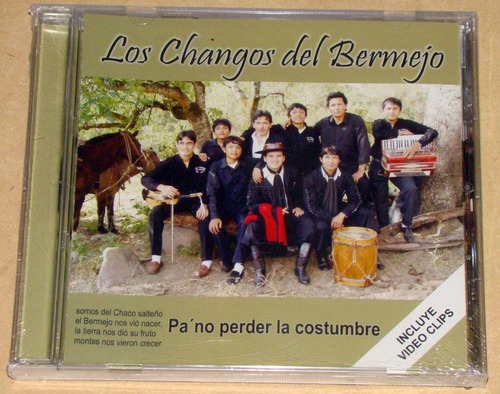 Los Changos del Bermejo
somos del Chaco salteño
el Bermejo nos vió nacer,
la tierra nos dió su fruto
montes nos vieron crecer
Pa´no perder la costumbre
INCLUYE
VIDEO CLIPS